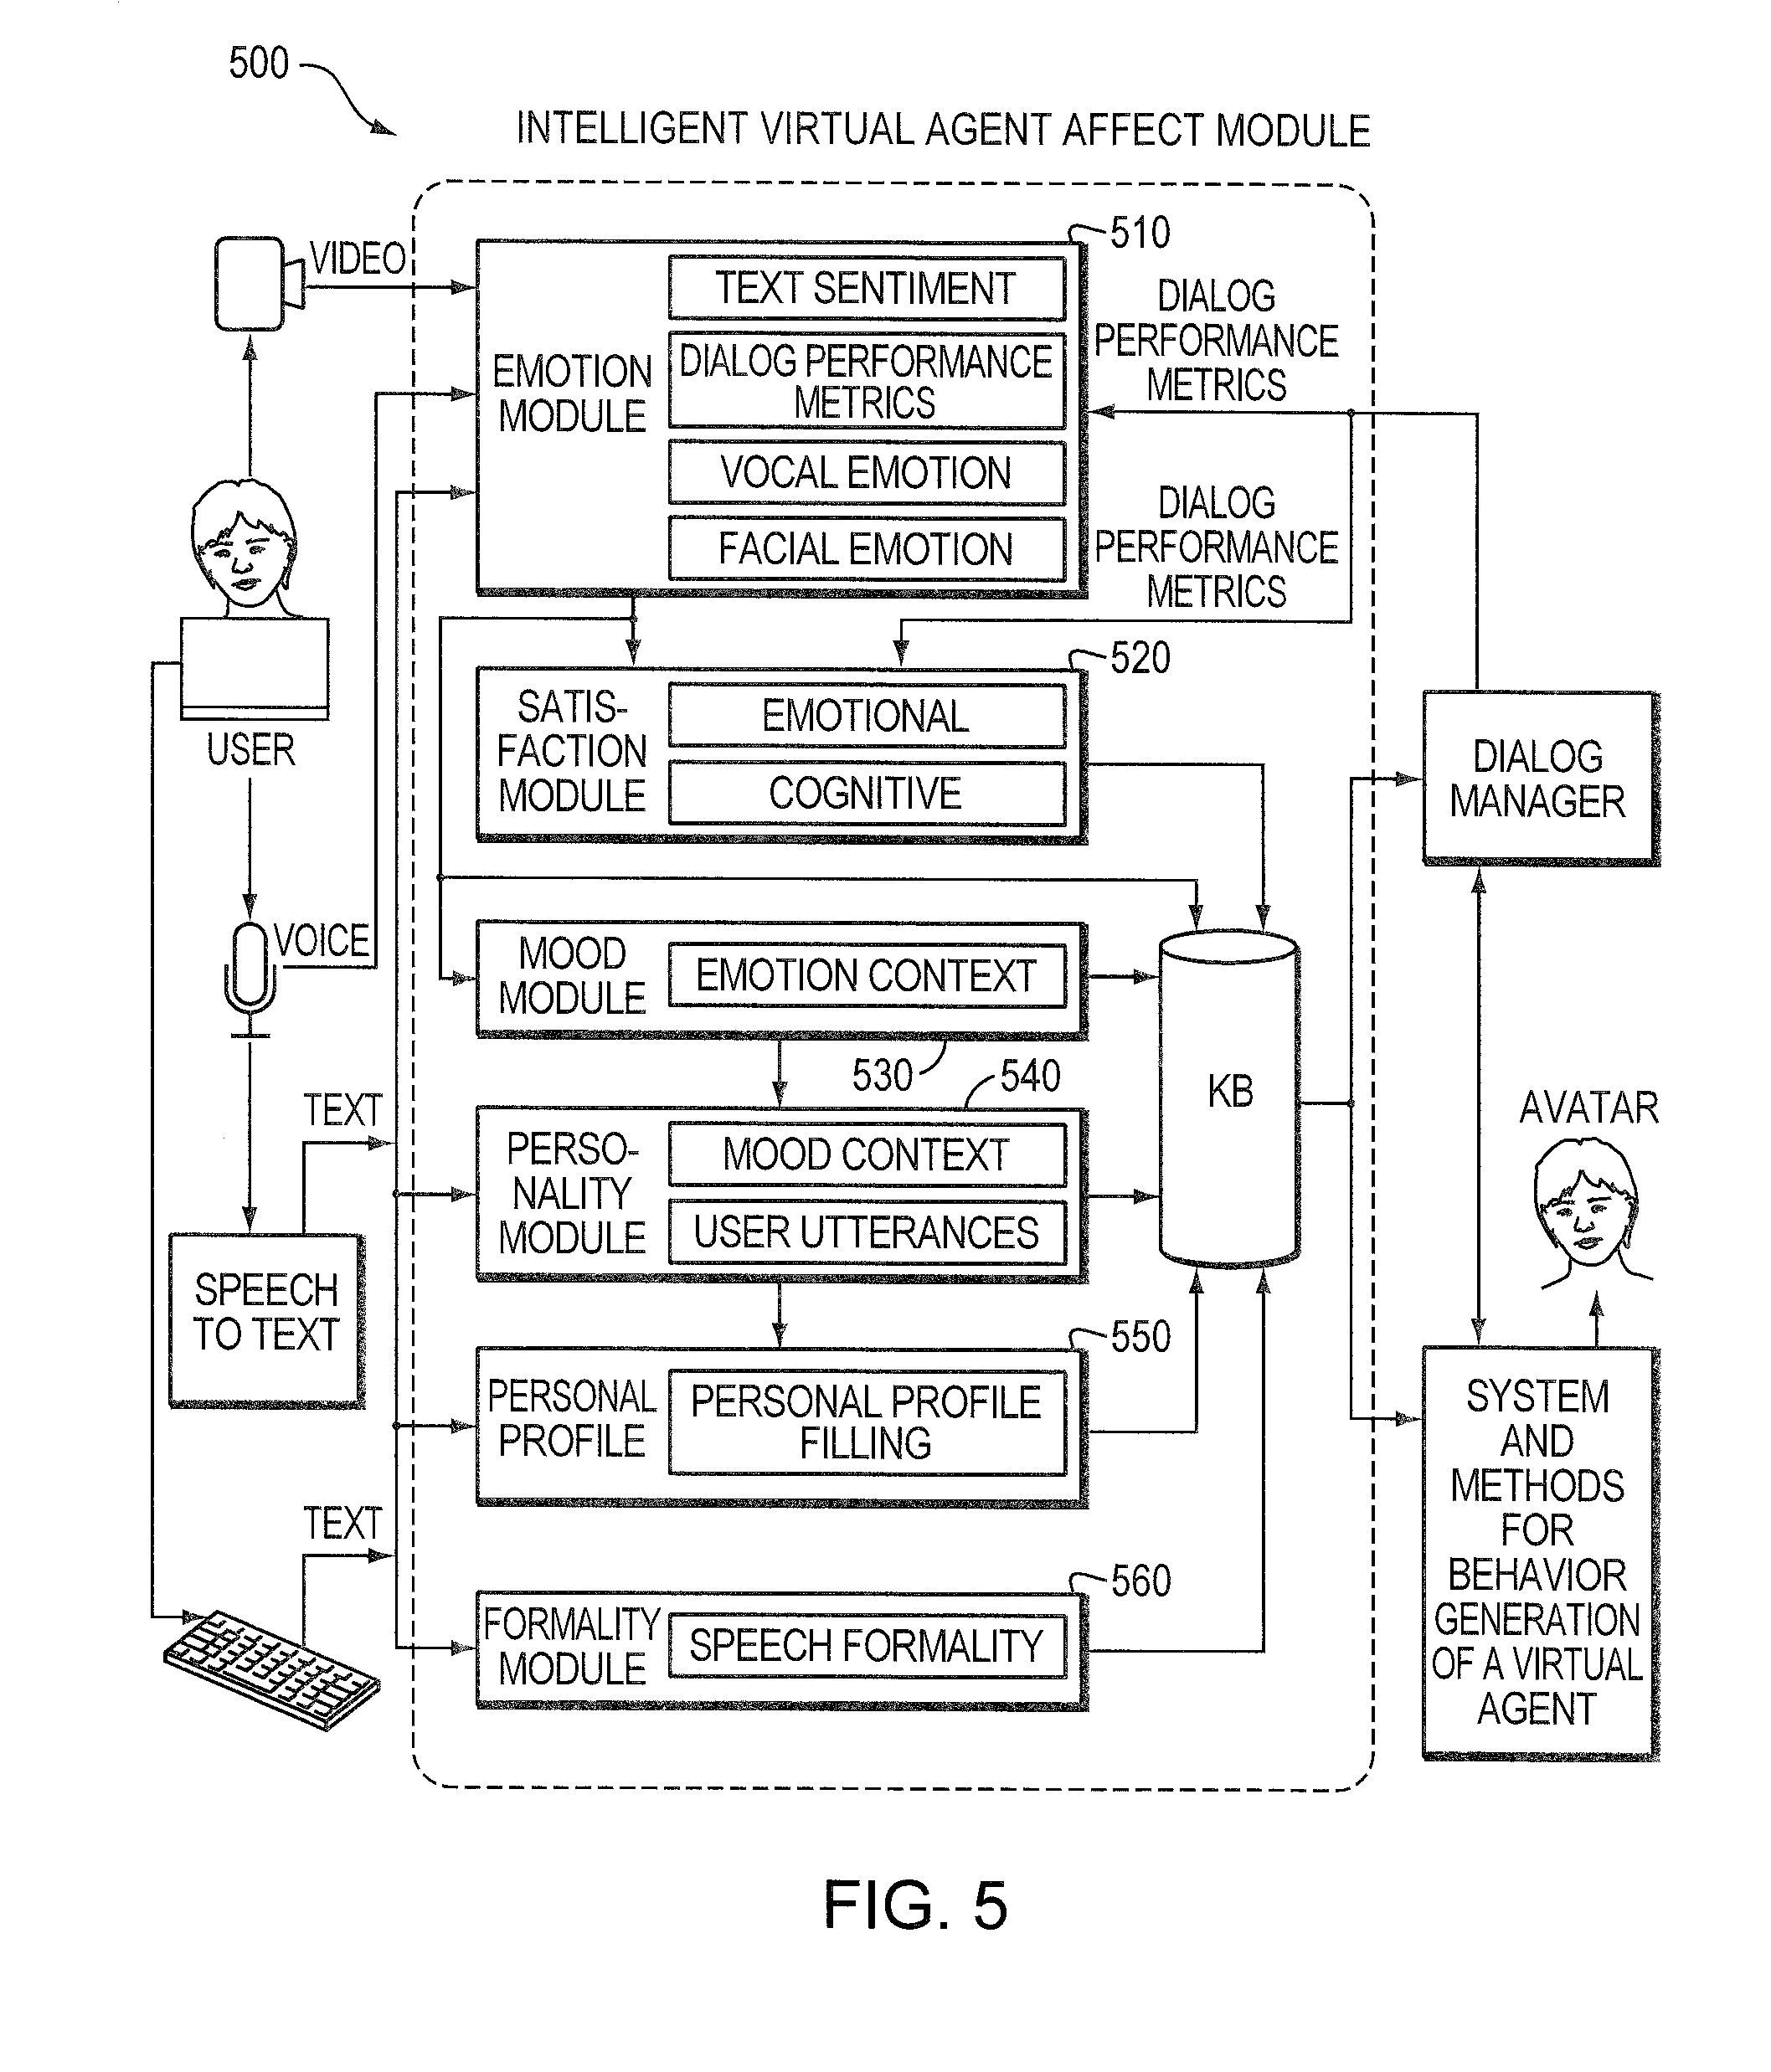 500
INTELLIGENT VIRTUAL AGENT AFFECT MODULE
VIDEO
510
EMOTION
MODULE
TEXT SENTIMENT
DIALOG PERFORMANCE
METRICS
VOCAL EMOTION
FACIAL EMOTION
DIALOG
PERFORMANCE
METRICS
DIALOG
PERFORMANCE
METRICS
520
SATIS-
FACTION
MODULE
EMOTIONAL
COGNITIVE
USER
DIALOG
MANAGER
VOICE
MOOD
MODULE
EMOTION CONTEXT
530
540
KB
TEXT
PERSO-
NALITY
MODULE
MOOD CONTEXT
USER UTTERANCES
AVATAR
SPEECH
TO TEXT
550
PERSONAL
PROFILE
PERSONAL PROFILE
FILLING
SYSTEM
AND
METHODS
FOR
BEHAVIOR
GENERATION
OF A VIRTUAL
AGENT
TEXT
560
FORMALITY
MODULE
SPEECH FORMALITY
FIG. 5